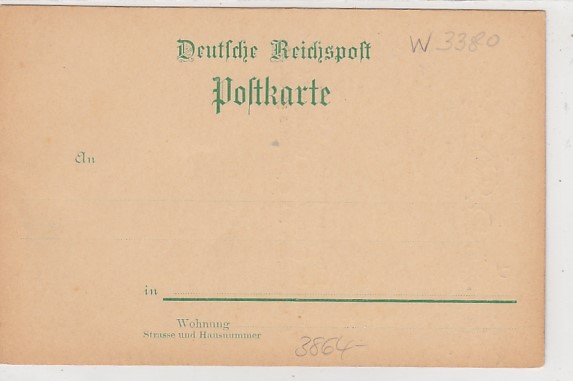 Deutsche Reichspost
W 3380
Postkarte
An
in
Wohnung
Strasse und Hausnummer
3864-